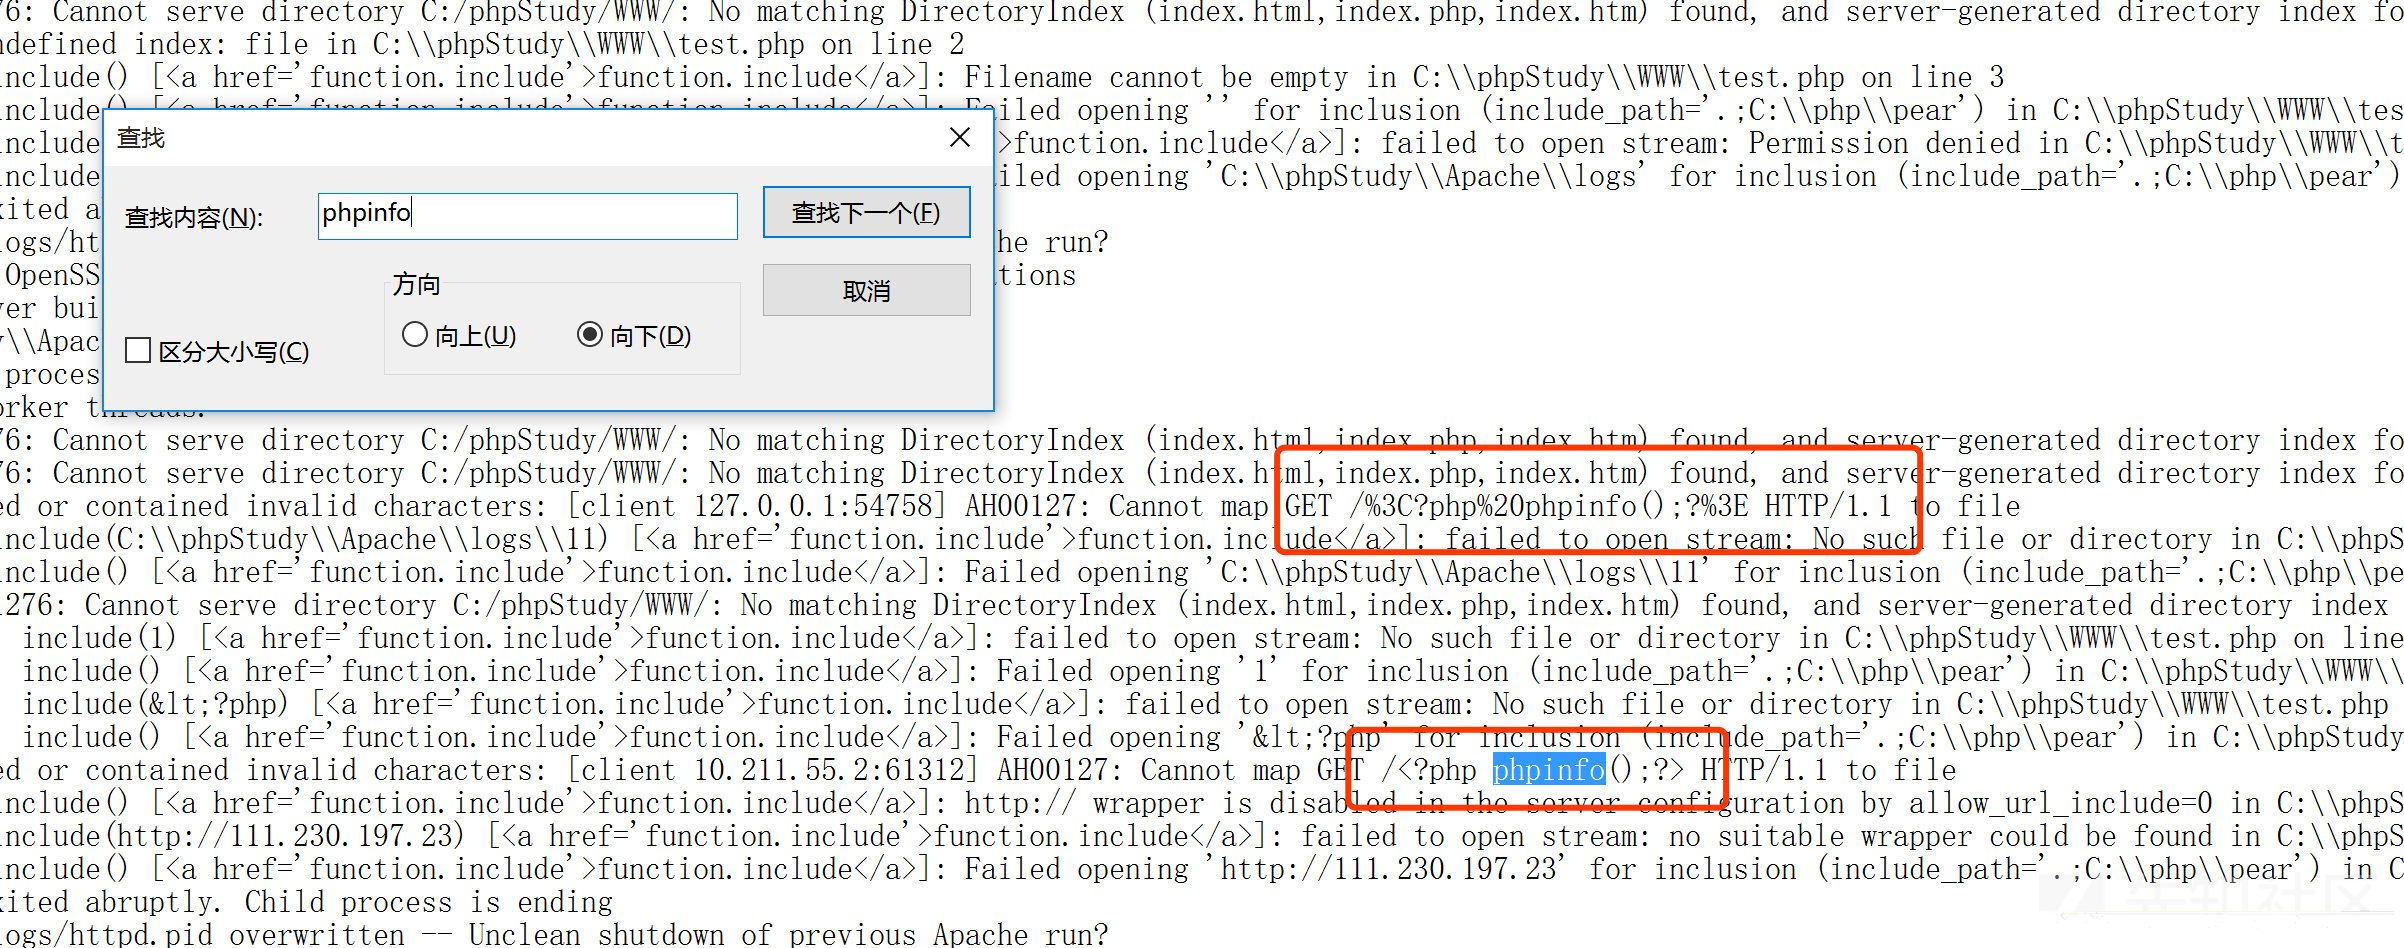 76: Cannot serve directory C:/phpStudy/WWW/: No matching DirectoryIndex (index.html,index.php,index.htm) found, and server-generated directory index fo
ndefined index: file in C:\\phpStudy\\WWW\\test.php on line 2
include() [<a href='function.include'>function.include</a>]: Filename cannot be empty in C:\\phpStudy\\WWW\\test.php on line 3
include() [<a href='function.include'>function.include</a>]: Failed opening '' for inclusion (include_path='.;C:\\php\\pear') in C:\\phpStudy\\WWW\\tes
include >function.include</a>]: failed to open stream: Permission denied in C:\\phpStudy\\WWW\\t
include iled opening 'C:\\phpStudy\\Apache\\logs' for inclusion (include_path='.;C:\\php\\pear')
xited a
logs/ht he run?
OpenSS tions
ver bui
y\\Apac
proces
orker threads.
查找
查找内容(N):
phpinfo
查找下一个(F)
取消
方向
向上(U)
向下(D)
区分大小写(C)
76: Cannot serve directory C:/phpStudy/WWW/: No matching DirectoryIndex (index.html,index.php,index.htm) found, and server-generated directory index fo
76: Cannot serve directory C:/phpStudy/WWW/: No matching DirectoryIndex (index.html,index.php,index.htm) found, and server-generated directory index fo
ed or contained invalid characters: [client 127.0.0.1:54758] AH00127: Cannot map GET /%3C?php%20phpinfo();?%3E HTTP/1.1 to file
include(C:\\phpStudy\\Apache\\logs\\11) [<a href='function.include'>function.include</a>]: failed to open stream: No such file or directory in C:\\phpS
include() [<a href='function.include'>function.include</a>]: Failed opening 'C:\\phpStudy\\Apache\\logs\\11' for inclusion (include_path='.;C:\\php\\pe
1276: Cannot serve directory C:/phpStudy/WWW/: No matching DirectoryIndex (index.html,index.php,index.htm) found, and server-generated directory index
include(1) [<a href='function.include'>function.include</a>]: failed to open stream: No such file or directory in C:\\phpStudy\\WWW\\test.php on line
include() [<a href='function.include'>function.include</a>]: Failed opening '1' for inclusion (include_path='.;C:\\php\\pear') in C:\\phpStudy\\WWW\\
include(&lt;?php) [<a href='function.include'>function.include</a>]: failed to open stream: No such file or directory in C:\\phpStudy\\WWW\\test.php
include() [<a href='function.include'>function.include</a>]: Failed opening '&lt;?php' for inclusion (include_path='.;C:\\php\\pear') in C:\\phpStudy
ed or contained invalid characters: [client 10.211.55.2:61312] AH00127: Cannot map GET /<?php phpinfo();?> HTTP/1.1 to file
include() [<a href='function.include'>function.include</a>]: http:// wrapper is disabled in the server configuration by allow_url_include=0 in C:\\phpS
include(http://111.230.197.23) [<a href='function.include'>function.include</a>]: failed to open stream: no suitable wrapper could be found in C:\\phpS
include() [<a href='function.include'>function.include</a>]: Failed opening 'http://111.230.197.23' for inclusion (include_path='.;C:\\php\\pear') in C
xited abruptly. Child process is ending
logs/httpd.pid overwritten -- Unclean shutdown of previous Apache run?
先知社区